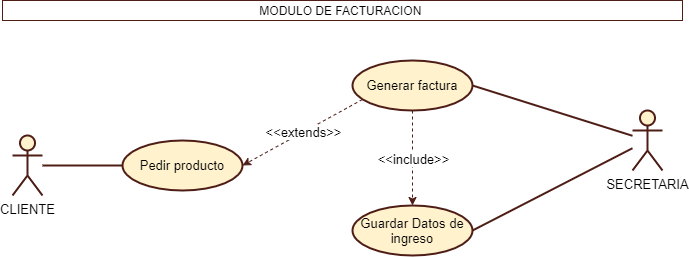 MODULO DE FACTURACION
Generar factura
<<extends>>
Pedir producto
<<include>>
CLIENTE
SECRETARIA
Guardar Datos de
ingreso